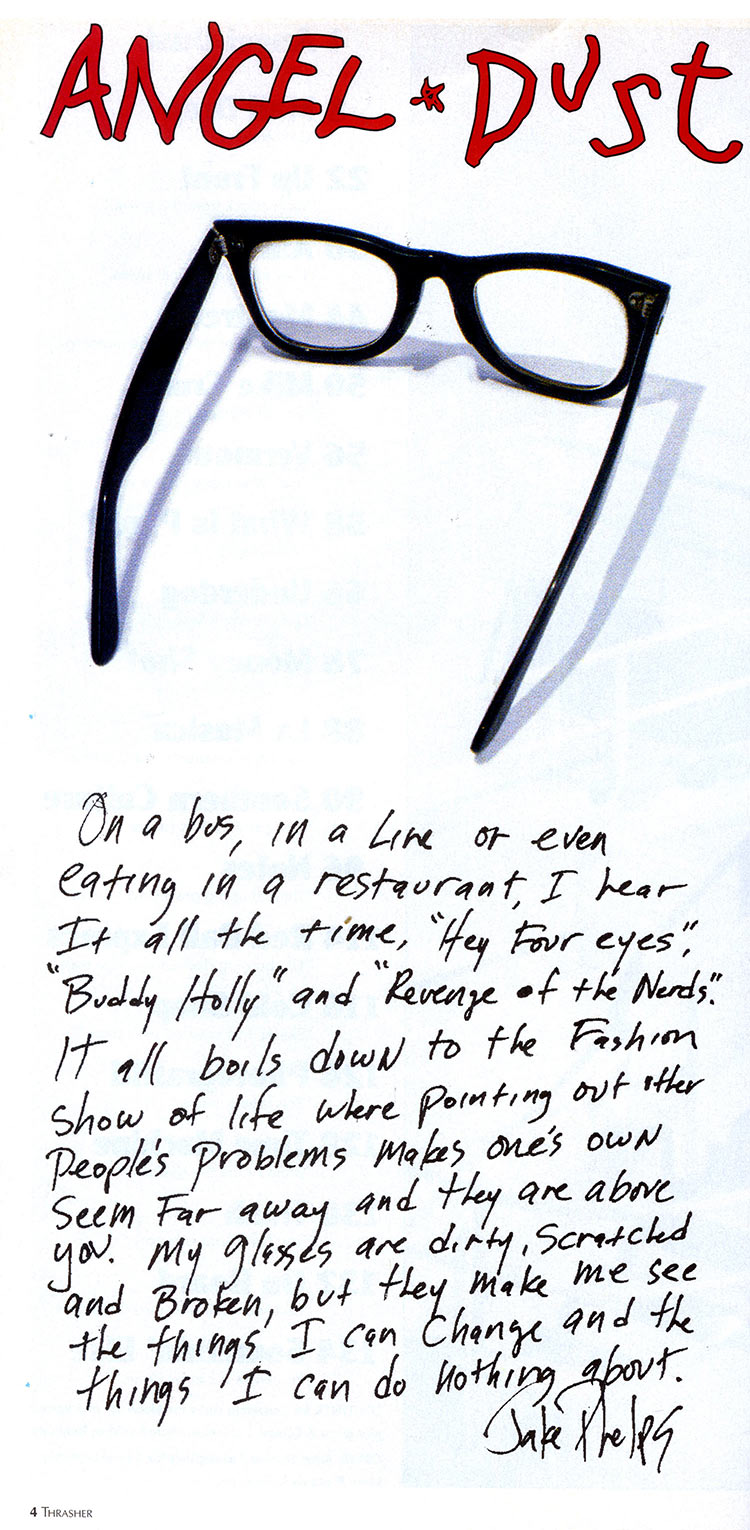 ANGEL * DUST
On a bus, in a Line or even
eating in a restaurant, I hear
It all the time, "Hey Four eyes",
"Buddy Holly" and "Revenge of the Nerds".
IT all boils down to the Fashion
show of life where pointing out other
People's Problems makes one's own
seem far away and they are above
you. My glasses are dirty, Scratched
and Broken, but they make me see
the things I can Change and the
things I can do nothing about.
Jake Phelps
4 THRASHER